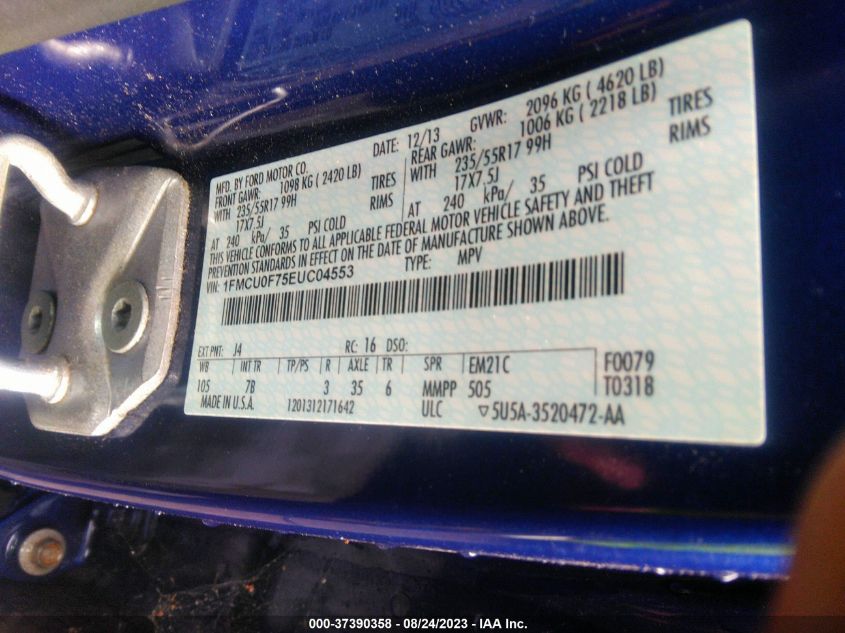 MFD. BY FORD MOTOR CO.
DATE: 12/13 GVWR: 2096 KG ( 4620 LB)
FRONT GAWR: 1098 KG ( 2420 LB)
REAR GAWR: 1006 KG ( 2218 LB)
WITH 235/55R17 99H TIRES
WITH 235/55R17 99H TIRES
17X7.5J RIMS
17X7.5J RIMS
AT 240 kPa/ 35 PSI COLD
AT 240 kPa/ 35 PSI COLD
THIS VEHICLE CONFORMS TO ALL APPLICABLE FEDERAL MOTOR VEHICLE SAFETY AND THEFT
PREVENTION STANDARDS IN EFFECT ON THE DATE OF MANUFACTURE SHOWN ABOVE.
VIN: 1FMCU0F75EUC04553 TYPE: MPV
EXT PNT: J4 RC: 16 DSO:
WB INT TR TP/PS R AXLE TR SPR EM21C F0079
105 7B 3 35 6 MMPP 505 T0318
MADE IN U.S.A. 1201312171642 ULC ▽5U5A-3520472-AA
000-37390358 - 08/24/2023 - IAA Inc.